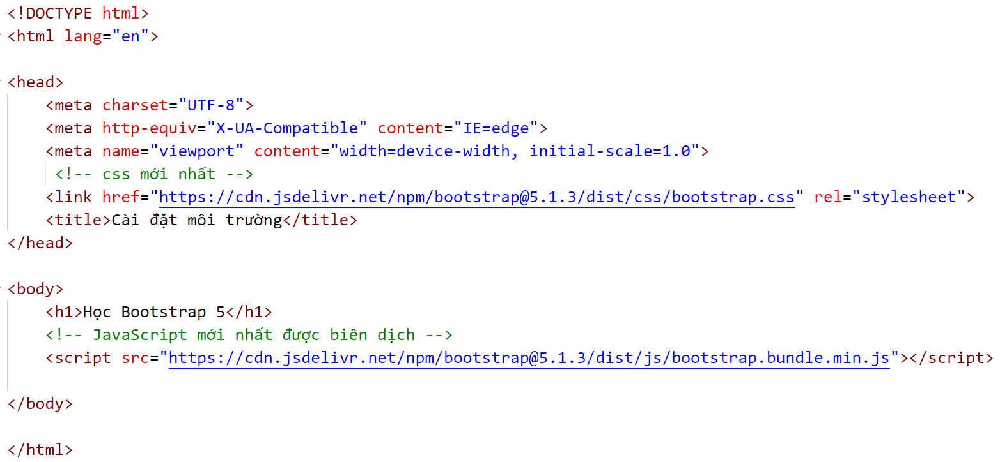 <!DOCTYPE html>
<html lang="en">
<head>
<meta charset="UTF-8">
<meta http-equiv="X-UA-Compatible" content="IE=edge">
<meta name="viewport" content="width=device-width, initial-scale=1.0">
<!-- css mới nhất -->
<link href="https://cdn.jsdelivr.net/npm/bootstrap@5.1.3/dist/css/bootstrap.css" rel="stylesheet">
<title>Cài đặt môi trường</title>
</head>
<body>
<h1>Học Bootstrap 5</h1>
<!-- JavaScript mới nhất được biên dịch -->
<script src="https://cdn.jsdelivr.net/npm/bootstrap@5.1.3/dist/js/bootstrap.bundle.min.js"></script>
</body>
</html>